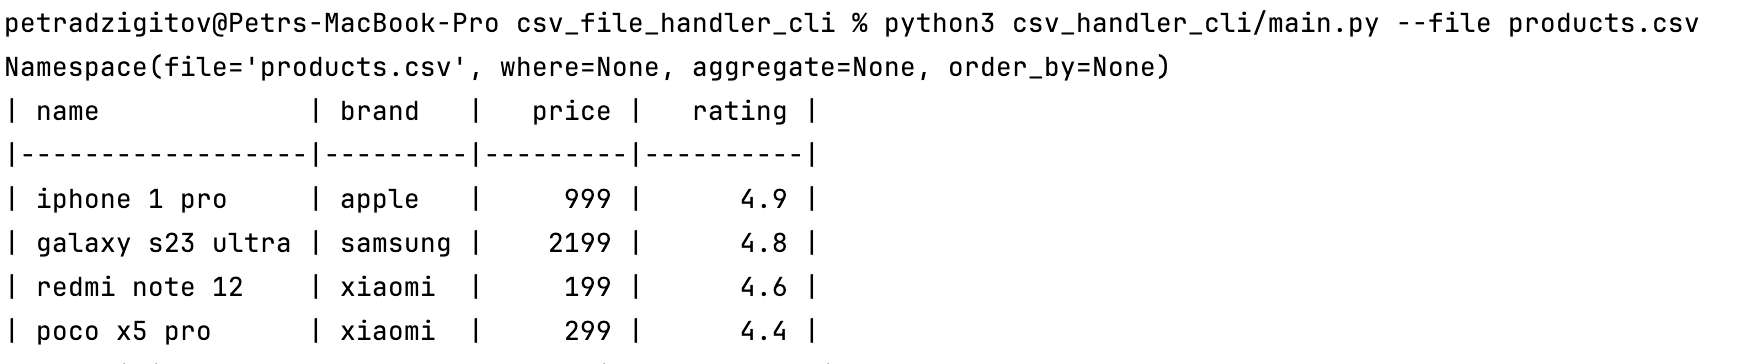 petradzigitov@Petrs-MacBook-Pro csv_file_handler_cli % python3 csv_handler_cli/main.py --file products.csv
Namespace(file='products.csv', where=None, aggregate=None, order_by=None)
| name             | brand   |   price |   rating |
|------------------|---------|---------|----------|
| iphone 1 pro     | apple   |     999 |      4.9 |
| galaxy s23 ultra | samsung |    2199 |      4.8 |
| redmi note 12    | xiaomi  |     199 |      4.6 |
| poco x5 pro      | xiaomi  |     299 |      4.4 |